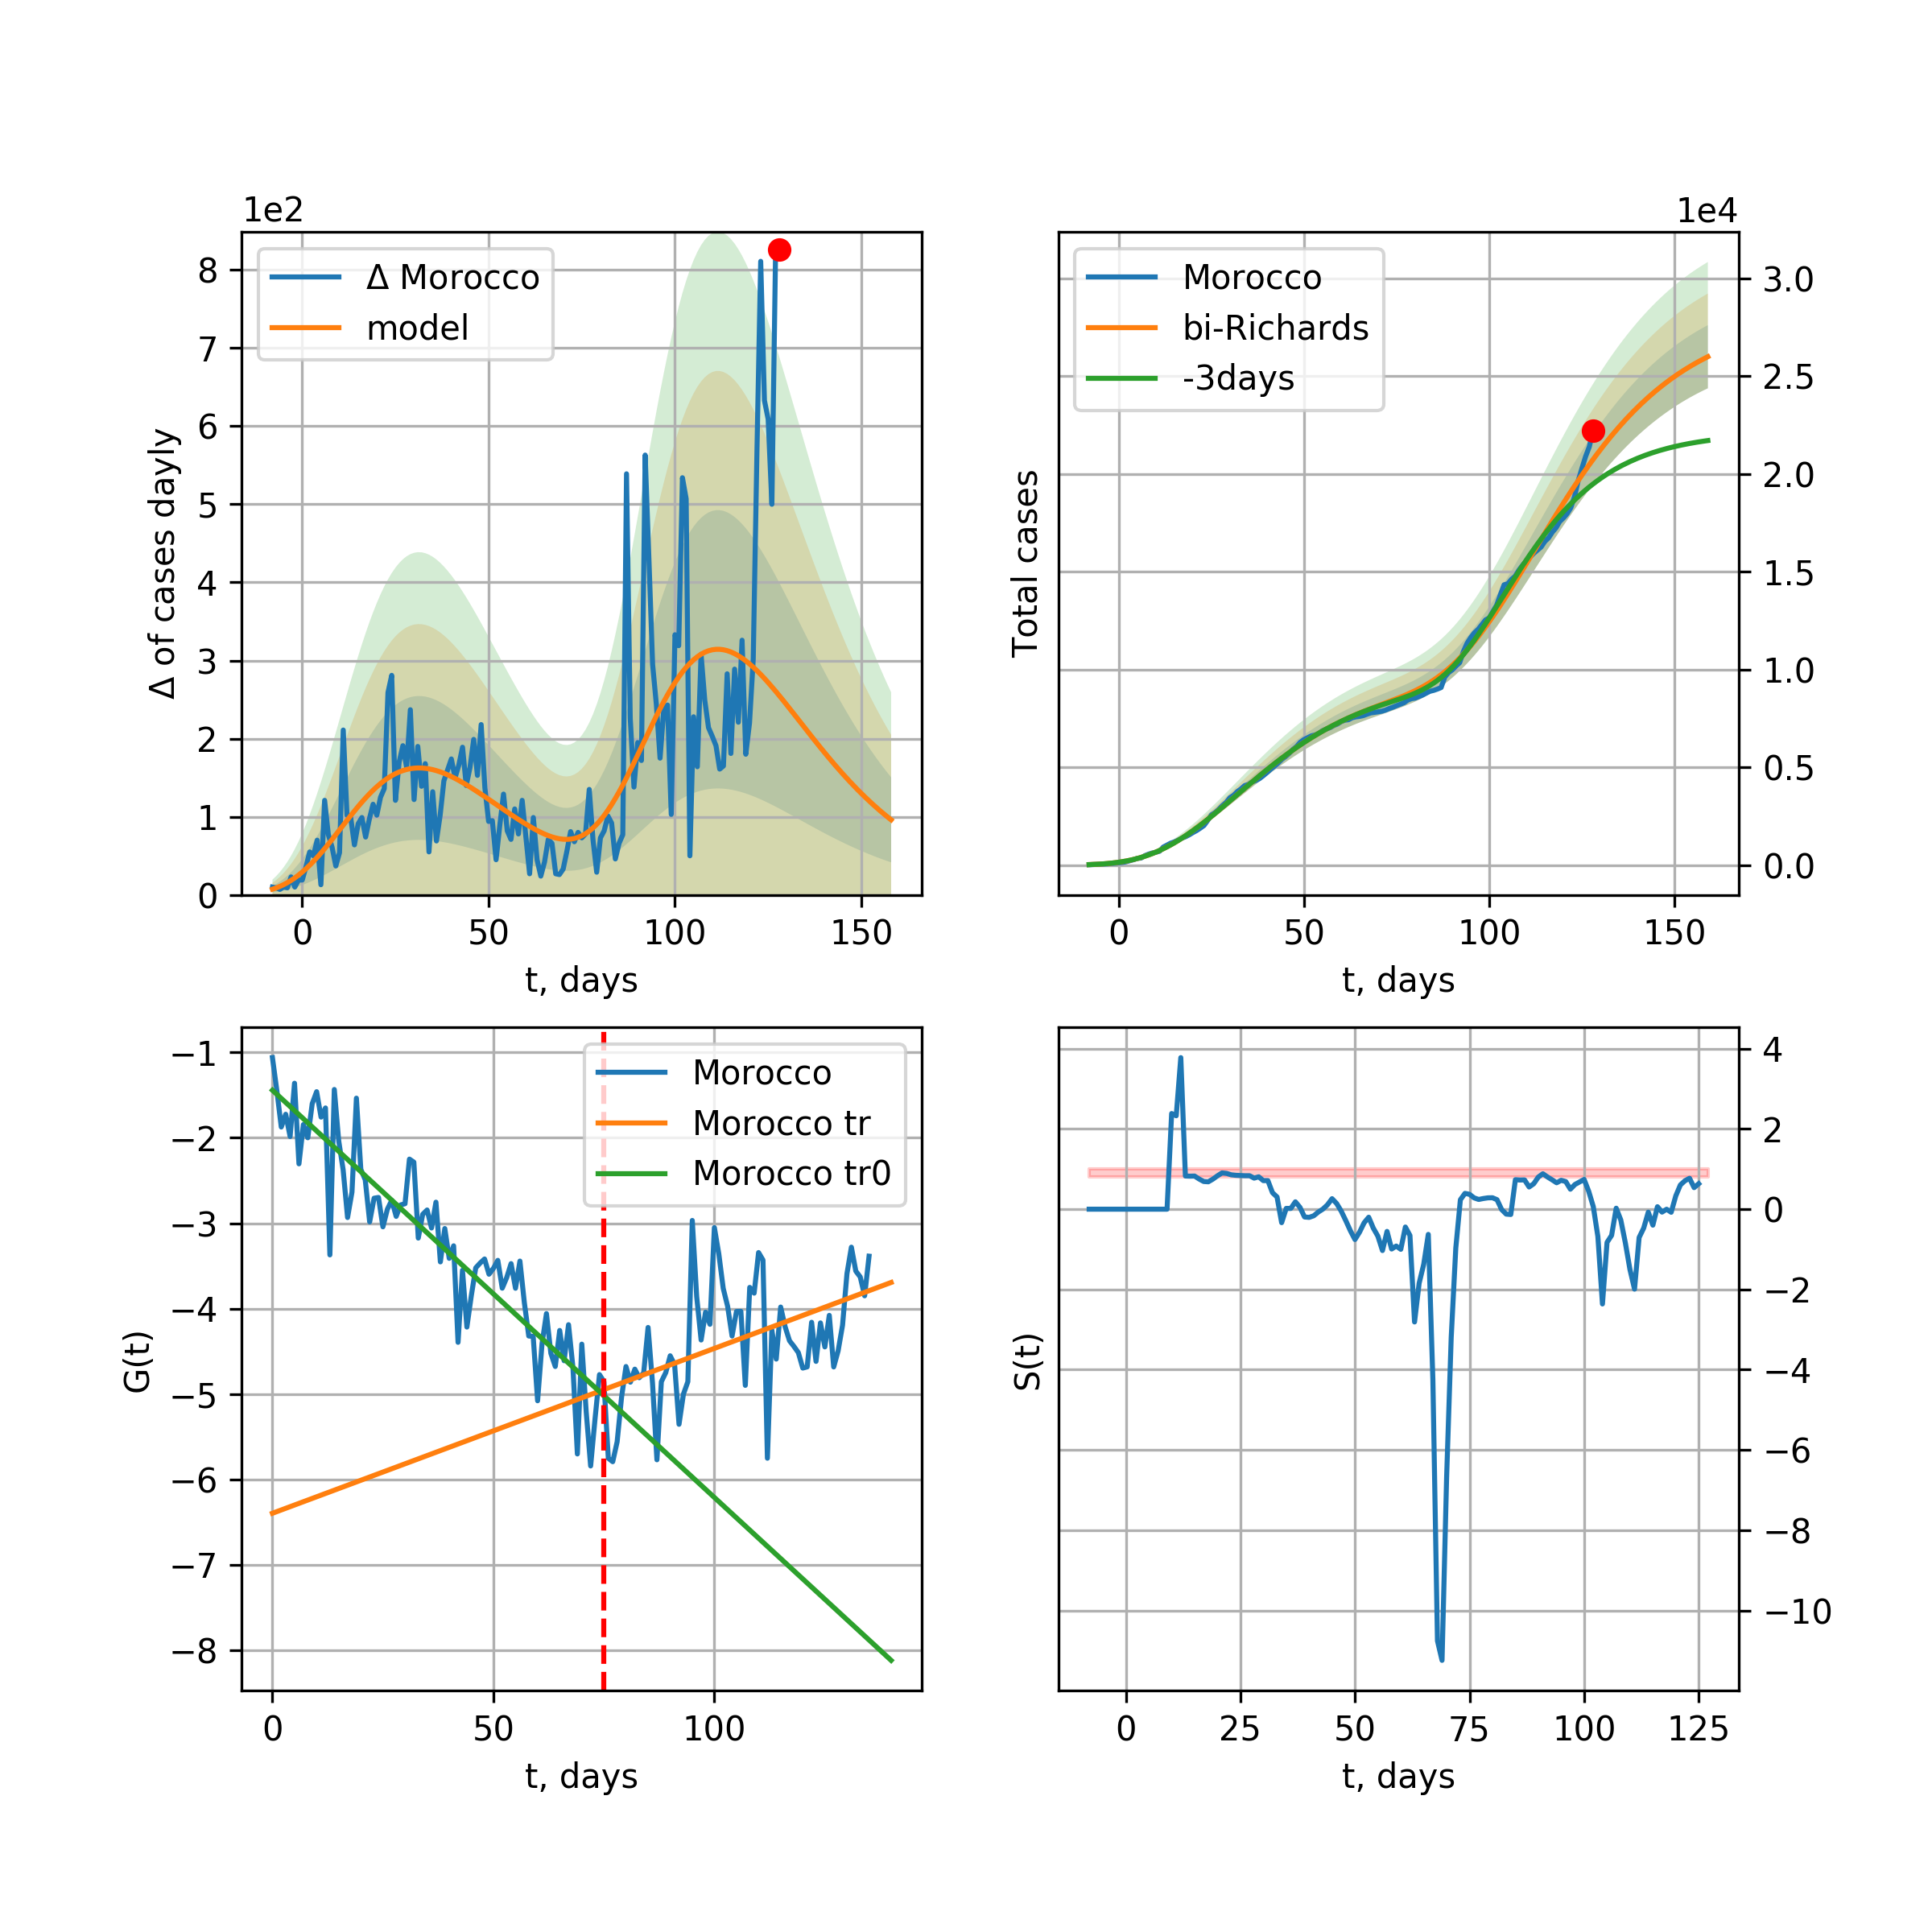 1e2
Δ Morocco
model
8
7
6
5
4
3
2
1
0
Δ of cases dayly
0 50 100 150
t, days
1e4
Morocco
bi-Richards
-3days
3.0
2.5
2.0
1.5
1.0
0.5
0.0
Total cases
0 50 100 150
t, days
Morocco
Morocco tr
Morocco tr0
−1
−2
−3
−4
−5
−6
−7
−8
G(t)
0 50 100
t, days
4
2
0
−2
−4
−6
−8
−10
S(t)
0 25 50 75 100 125
t, days